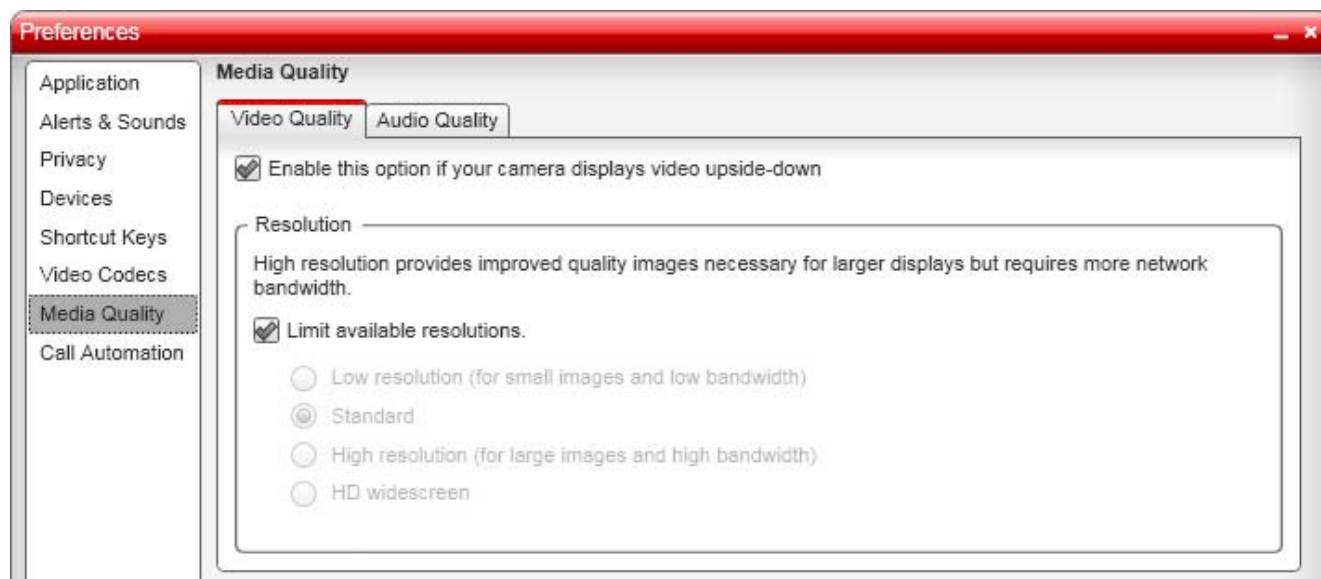 Preferences
Application
Alerts & Sounds
Privacy
Devices
Shortcut Keys
Video Codecs
Media Quality
Call Automation
Media Quality
Video Quality
Audio Quality
Enable this option if your camera displays video upside-down
Resolution
High resolution provides improved quality images necessary for larger displays but requires more network
bandwidth.
Limit available resolutions.
Low resolution (for small images and low bandwidth)
Standard
High resolution (for large images and high bandwidth)
HD widescreen